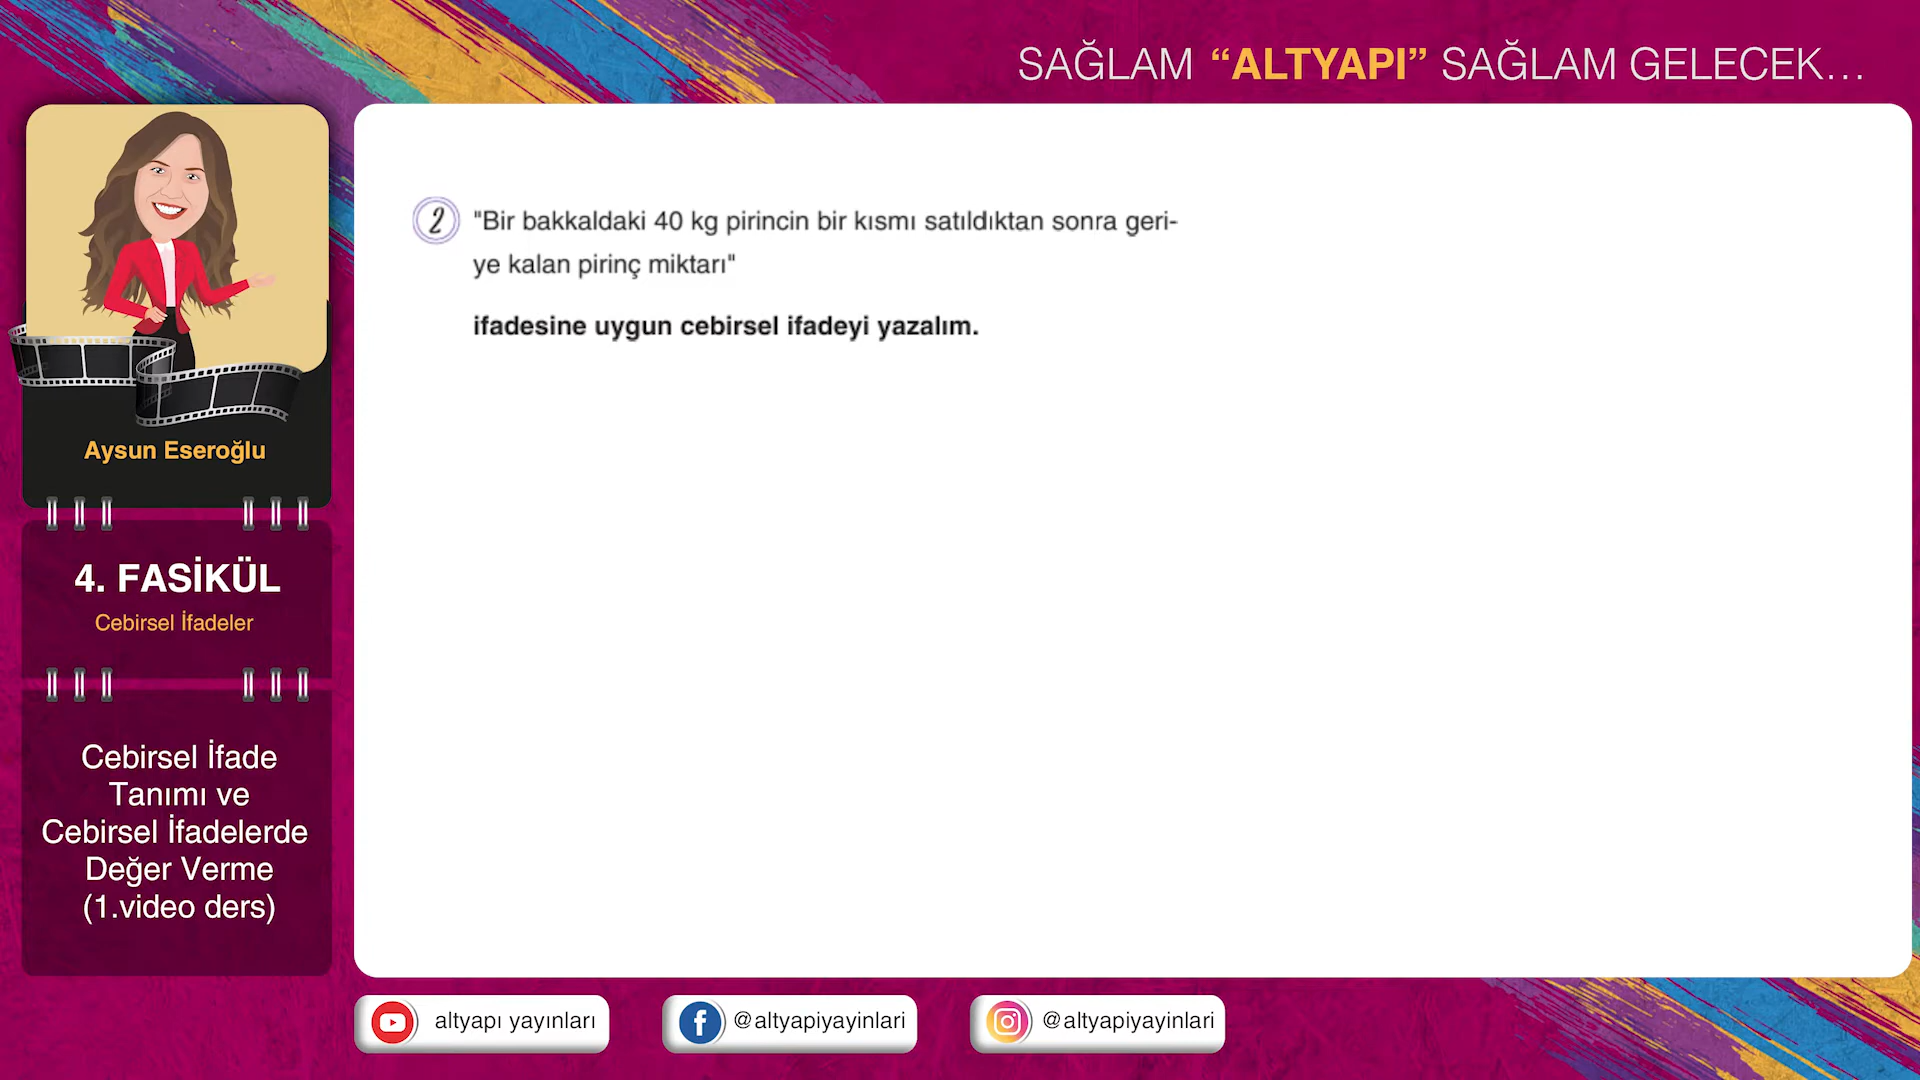 SAĞLAM “ALTYAPI” SAĞLAM GELECEK...
2 "Bir bakkaldaki 40 kg pirincin bir kısmı satıldıktan sonra geri-
ye kalan pirinç miktarı"
ifadesine uygun cebirsel ifadeyi yazalım.
Aysun Eseroğlu
4. FASİKÜL
Cebirsel İfadeler
Cebirsel İfade
Tanımı ve
Cebirsel İfadelerde
Değer Verme
(1.video ders)
altyapı yayınları
@altyapiyayinlari
@altyapiyayinlari